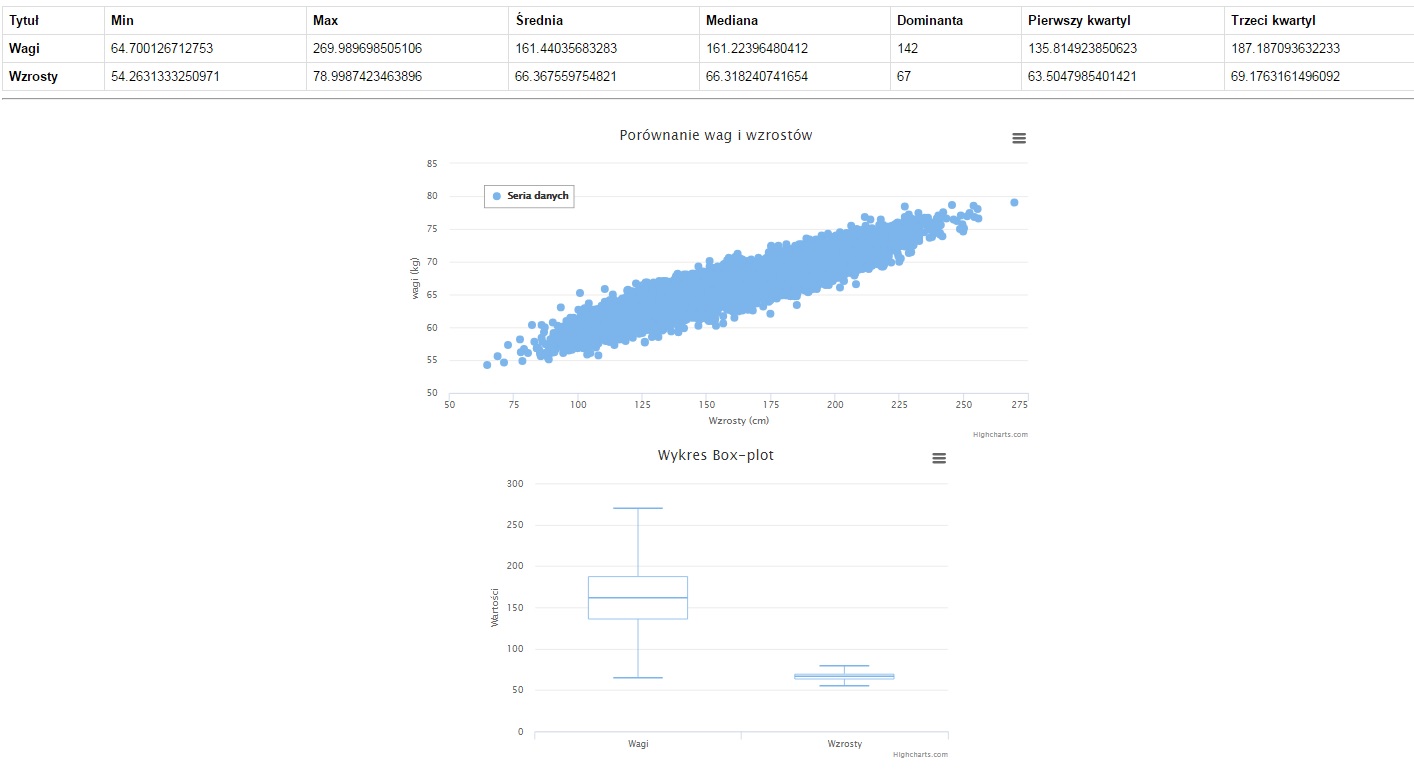 Tytuł Min Max Średnia Mediana Dominanta Pierwszy kwartyl Trzeci kwartyl
Wagi 64.700126712753 269.989698505106 161.44035683283 161.22396480412 142 135.814923850623 187.187093632233
Wzrosty 54.2631333250971 78.9987423463896 66.367559754821 66.318240741654 67 63.5047985401421 69.1763161496092
Porównanie wag i wzrostów
85
80
75
70
65
60
55
50
wagi (kg)
Seria danych
50 75 100 125 150 175 200 225 250 275
Wzrosty (cm)
Highcharts.com
Wykres Box-plot
300
250
200
150
100
50
0
Wartości
Wagi Wzrosty
Highcharts.com